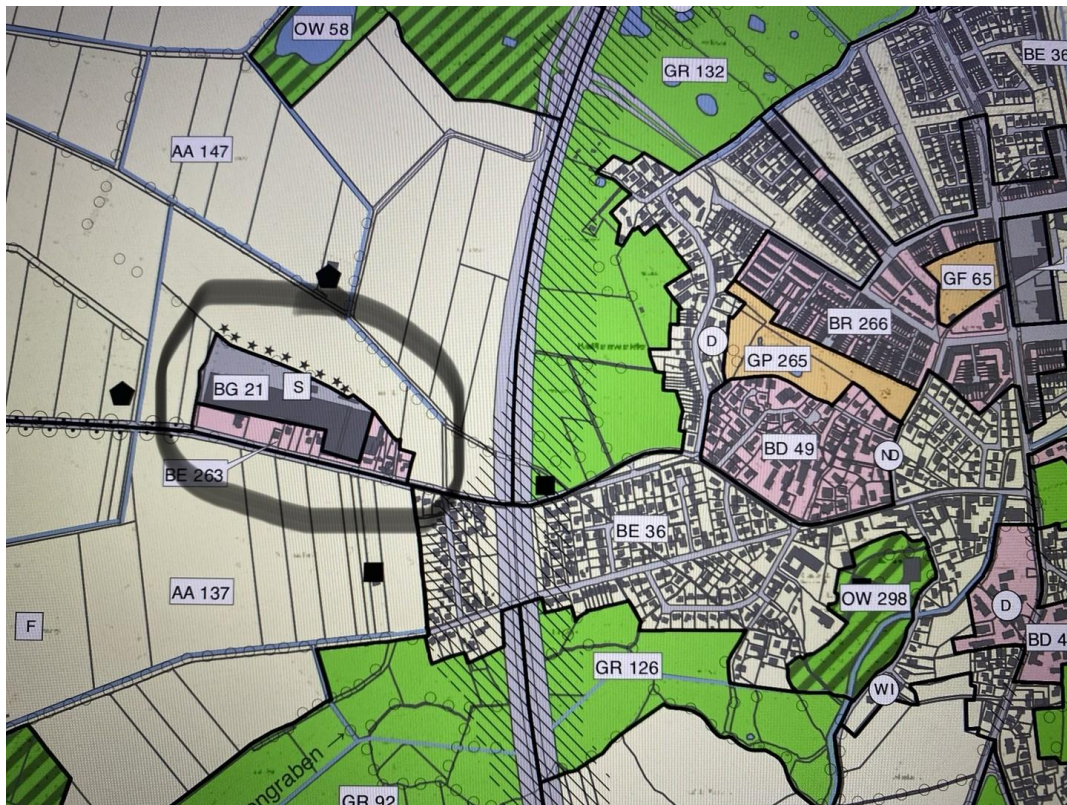 OW 58
BE 36
GR 132
AA 147
GF 65
BR 266
D
GP 265
BG 21
S
BD 49
ND
BE 263
BE 36
AA 137
OW 298
F
D
BD 4
GR 126
WI
ngraben →
GR 92